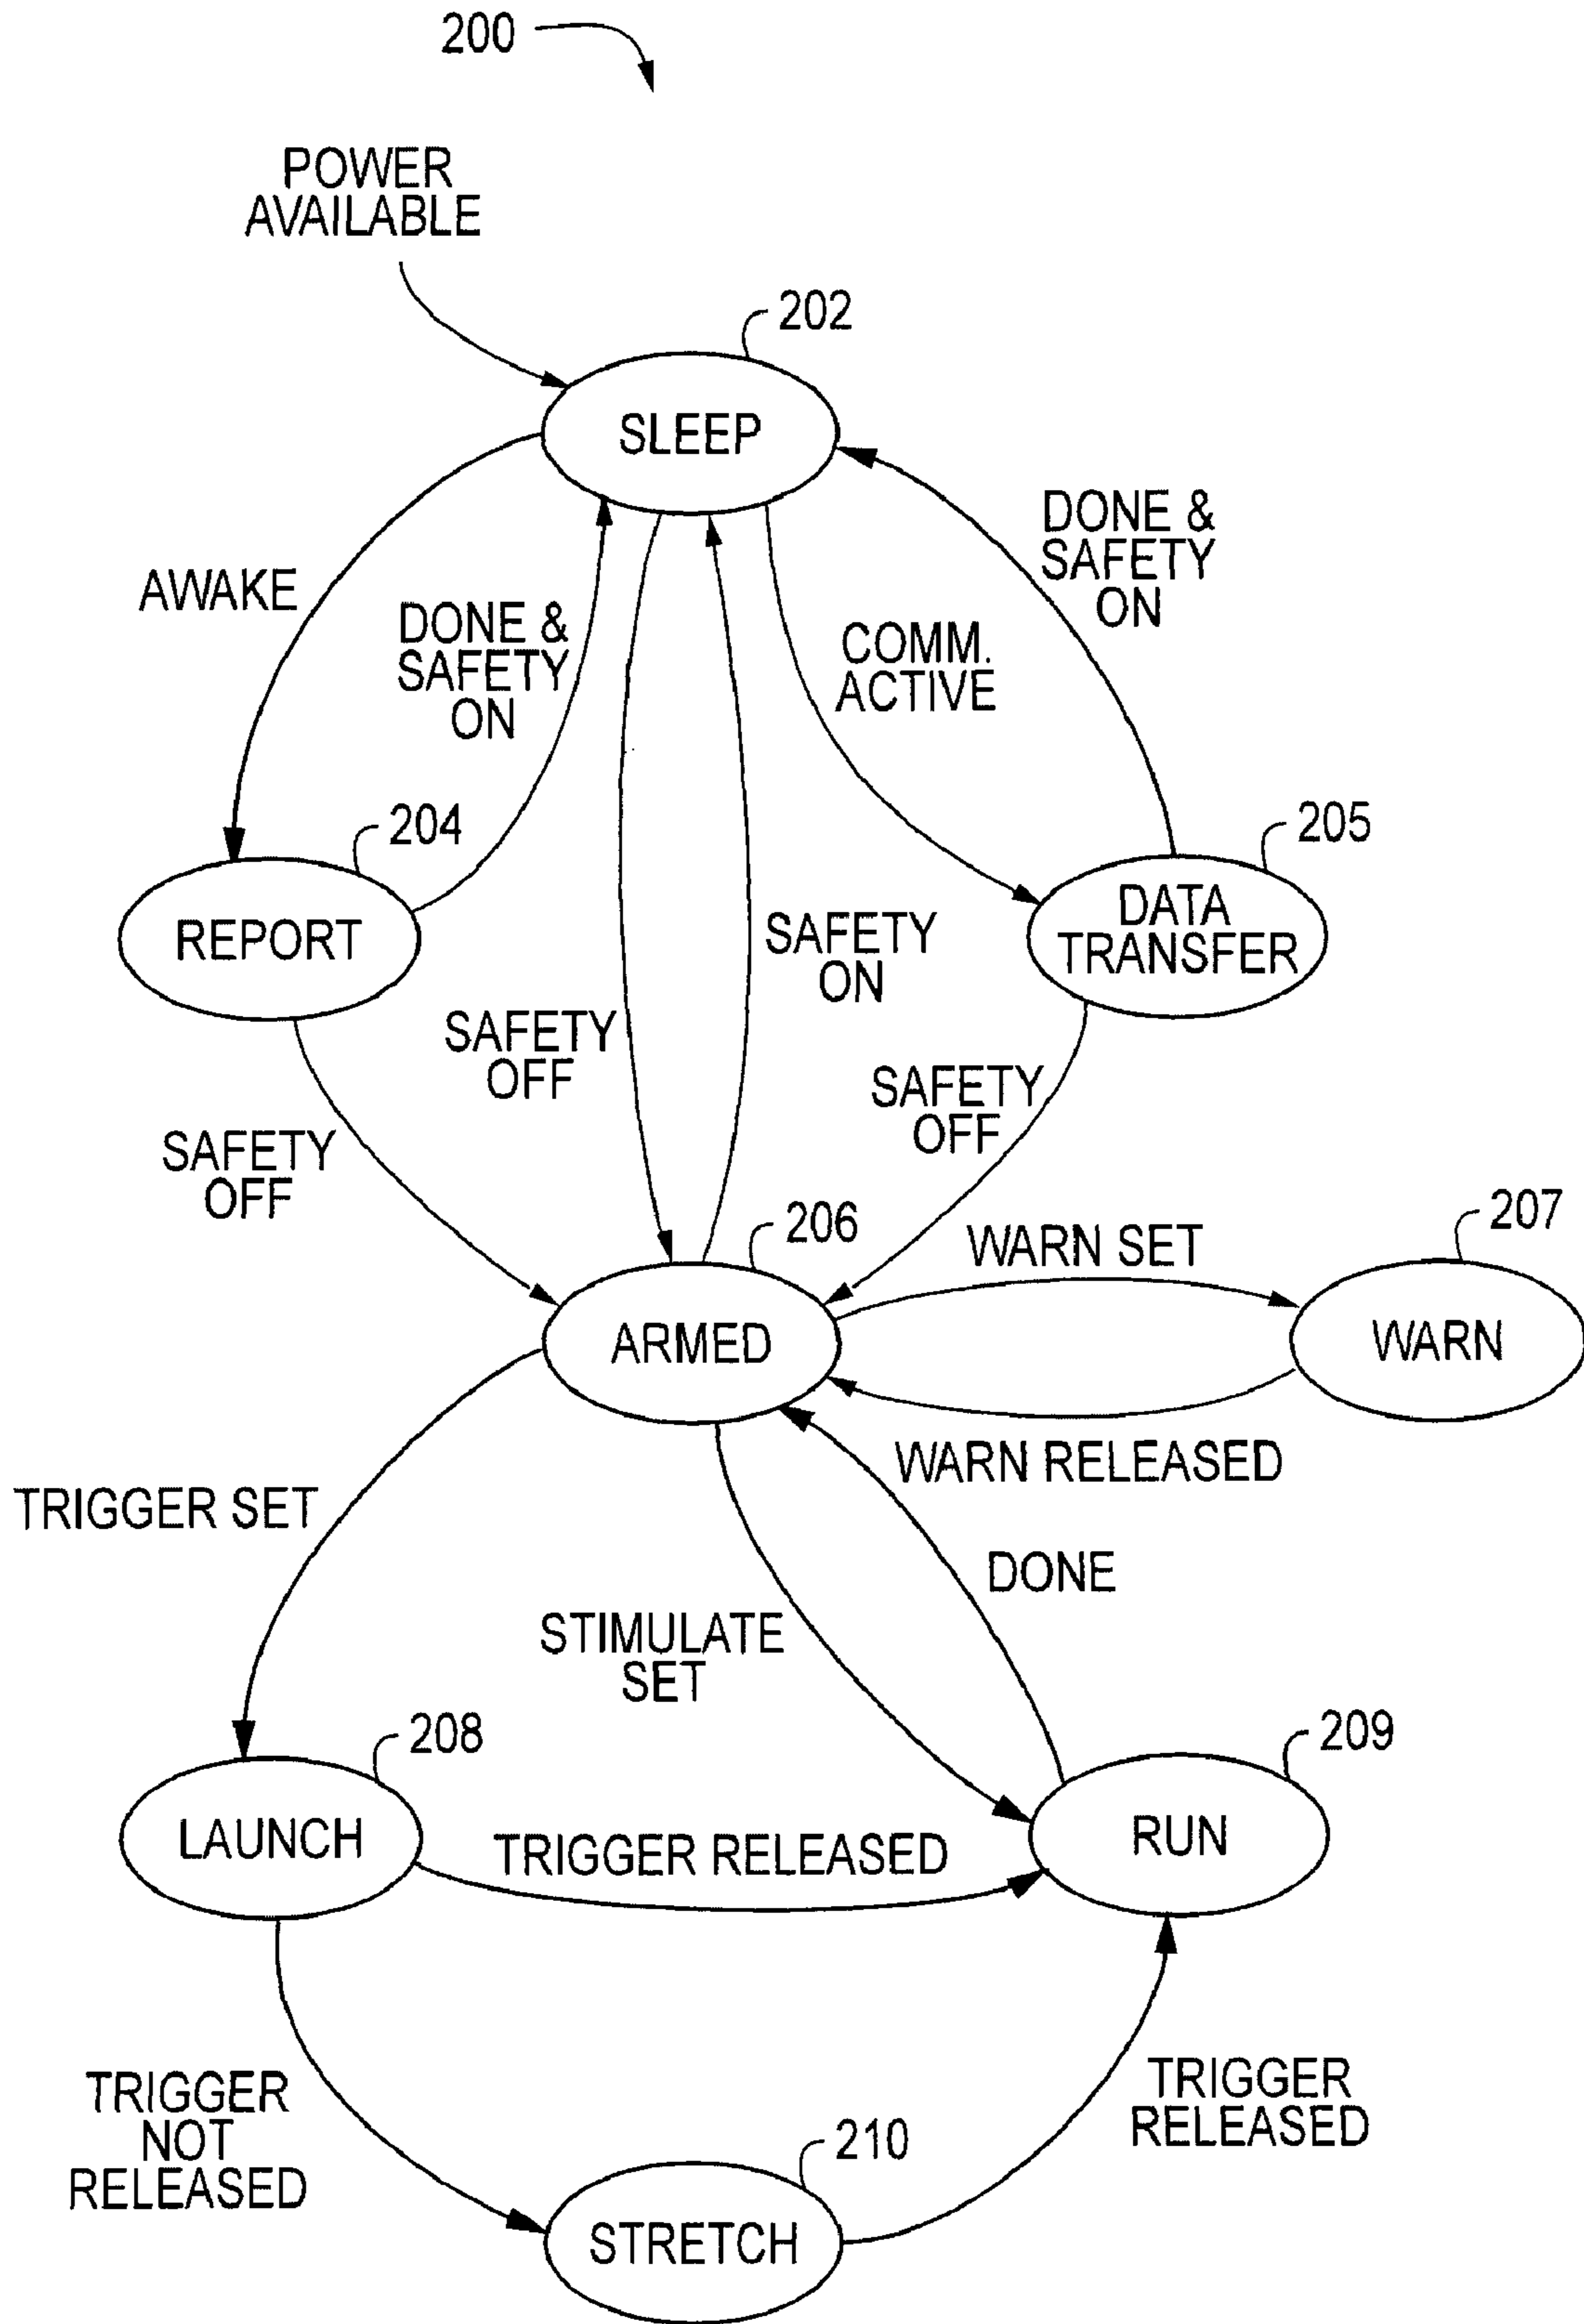 200
POWER
AVAILABLE
202
SLEEP
DONE &
SAFETY
ON
AWAKE
DONE &
SAFETY
ON
COMM.
ACTIVE
204
205
REPORT
DATA
TRANSFER
SAFETY
ON
SAFETY
OFF
SAFETY
OFF
SAFETY
OFF
206
207
WARN SET
ARMED
WARN
WARN RELEASED
TRIGGER SET
DONE
STIMULATE
SET
208
209
LAUNCH
TRIGGER RELEASED
RUN
TRIGGER
NOT
RELEASED
TRIGGER
RELEASED
210
STRETCH